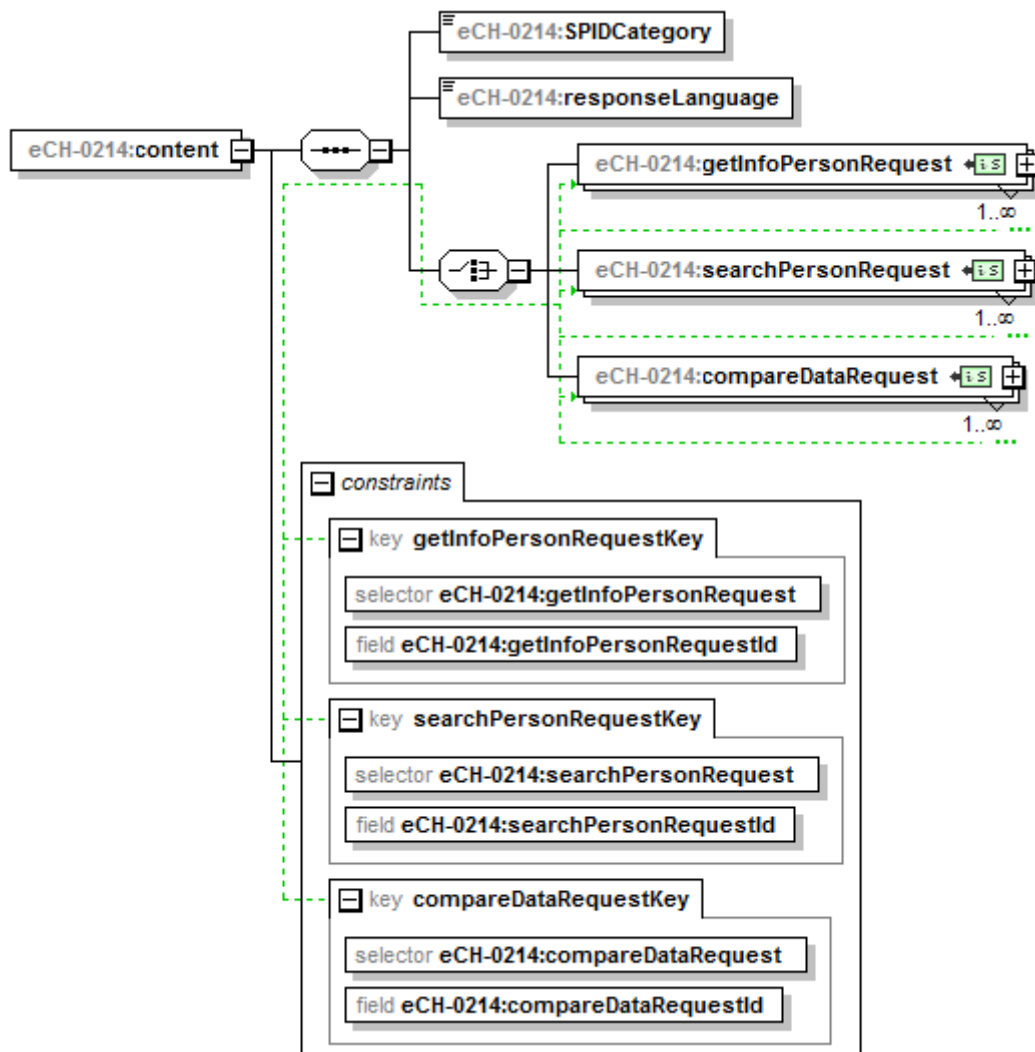 eCH-0214:SPIDCategory
eCH-0214:responseLanguage
eCH-0214:content
eCH-0214:getInfoPersonRequest
1..∞
eCH-0214:searchPersonRequest
1..∞
eCH-0214:compareDataRequest
1..∞
constraints
key getInfoPersonRequestKey
selector eCH-0214:getInfoPersonRequest
field eCH-0214:getInfoPersonRequestId
key searchPersonRequestKey
selector eCH-0214:searchPersonRequest
field eCH-0214:searchPersonRequestId
key compareDataRequestKey
selector eCH-0214:compareDataRequest
field eCH-0214:compareDataRequestId